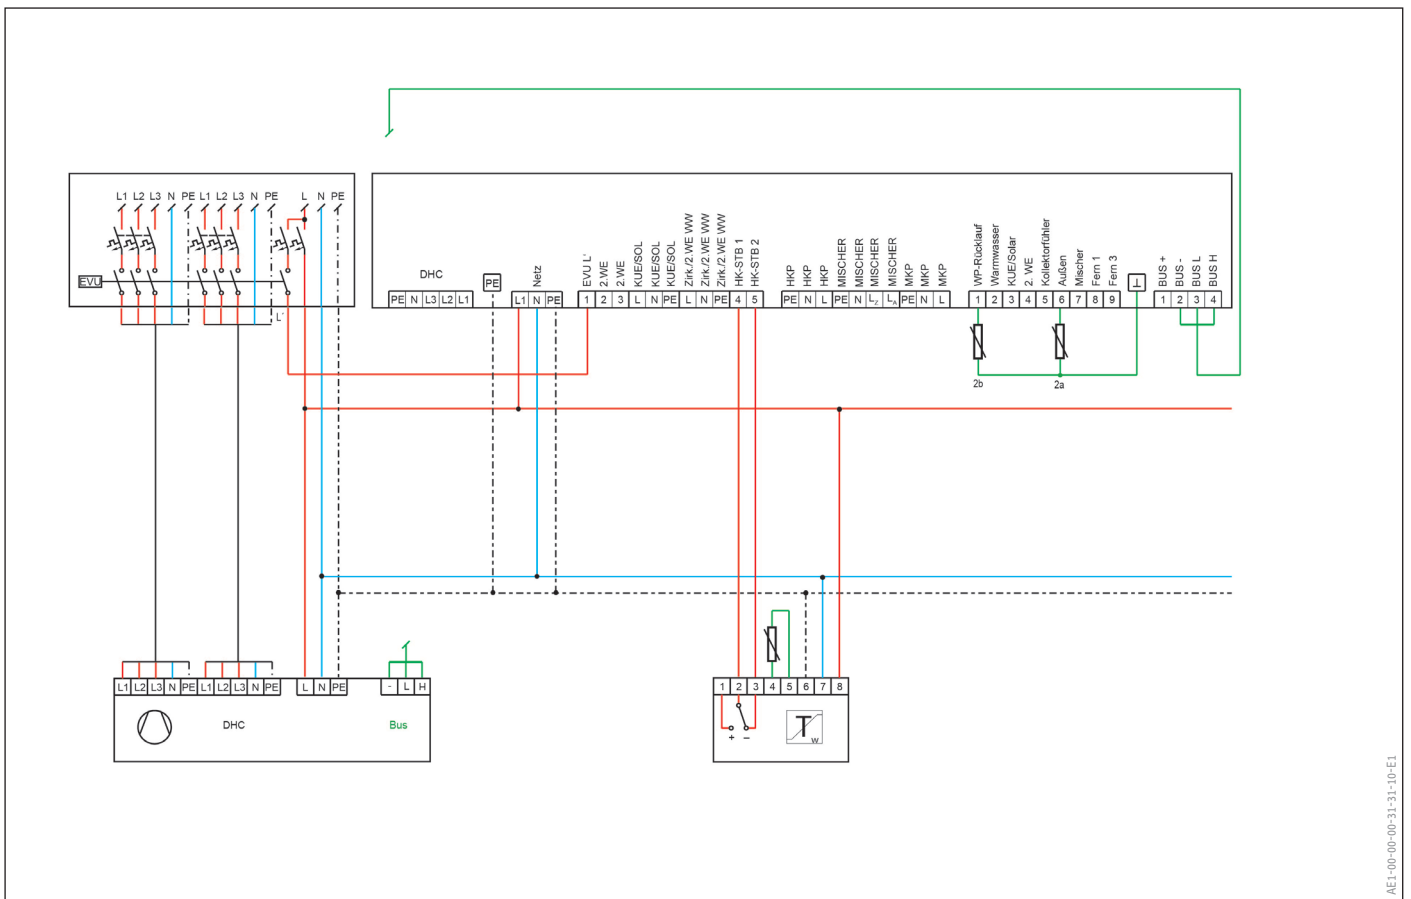 L1 L2 L3 N PE L1 L2 L3 N PE L N PE
EVU
L'
DHC
PE
Netz
EVU L'
2.WE
2.WE
KUE/SOL
KUE/SOL
KUE/SOL
Zirk./2.WE WW
Zirk./2.WE WW
Zirk./2.WE WW
HK-STB 1
HK-STB 2
HKP
HKP
HKP
MISCHER
MISCHER
MISCHER
MISCHER
MKP
MKP
MKP
WP-Rücklauf
Warmwasser
KUE/Solar
2. WE
Kollektorfühler
Außen
Mischer
Fern 1
Fern 3
BUS +
BUS -
BUS L
BUS H
PE N L3 L2 L1
L1 N PE
1 2 3 L N PE L N PE 4 5
PE N L PE N LZ LA PE N L
1 2 3 4 5 6 7 8 9
1 2 3 4
2b
2a
L1 L2 L3 N PE L1 L2 L3 N PE
L N PE
- L H
DHC
Bus
1 2 3 4 5 6 7 8
+ –
T
W
AE1-00-00-00-31-31-10-E1